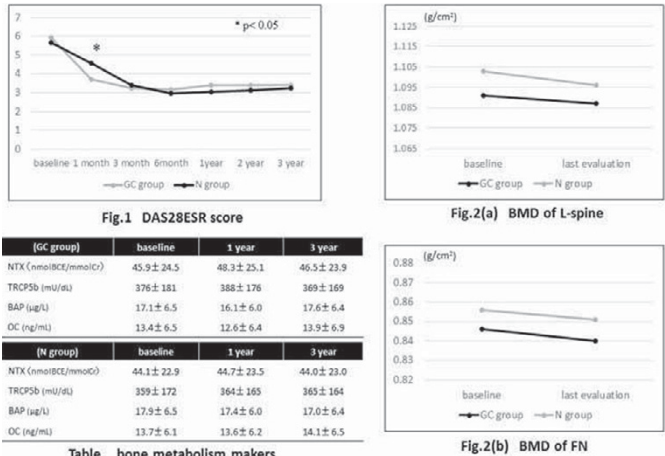 7
6
5
4
3
2
1
0
* p< 0.05
*
baseline 1 month 3 month 6month 1year 2 year 3 year
GC group N group
Fig.1 DAS28ESR score
(g/cm²)
1.125
1.115
1.105
1.095
1.085
1.075
1.065
baseline last evaluation
GC group N group
Fig.2(a) BMD of L-spine
(GC group) baseline 1 year 3 year
NTX (nmolBCE/mmolCr) 45.9± 24.5 48.3± 25.1 46.5± 23.9
TRCP5b (mU/dL) 376± 181 388± 176 369± 169
BAP (μg/L) 17.1± 6.5 16.1± 6.0 17.6± 6.4
OC (ng/mL) 13.4± 6.5 12.6± 6.4 13.9± 6.9
(N group) baseline 1 year 3 year
NTX (nmolBCE/mmolCr) 44.1± 22.9 44.7± 23.5 44.0± 23.0
TRCP5b (mU/dL) 359± 172 364± 165 365± 164
BAP (μg/L) 17.9± 6.5 17.4± 6.0 17.0± 6.4
OC (ng/mL) 13.7± 6.1 13.6± 6.2 14.1± 6.5
Table bone metabolism makers
(g/cm²)
0.88
0.87
0.86
0.85
0.84
0.83
0.82
baseline last evaluation
GC group N group
Fig.2(b) BMD of FN